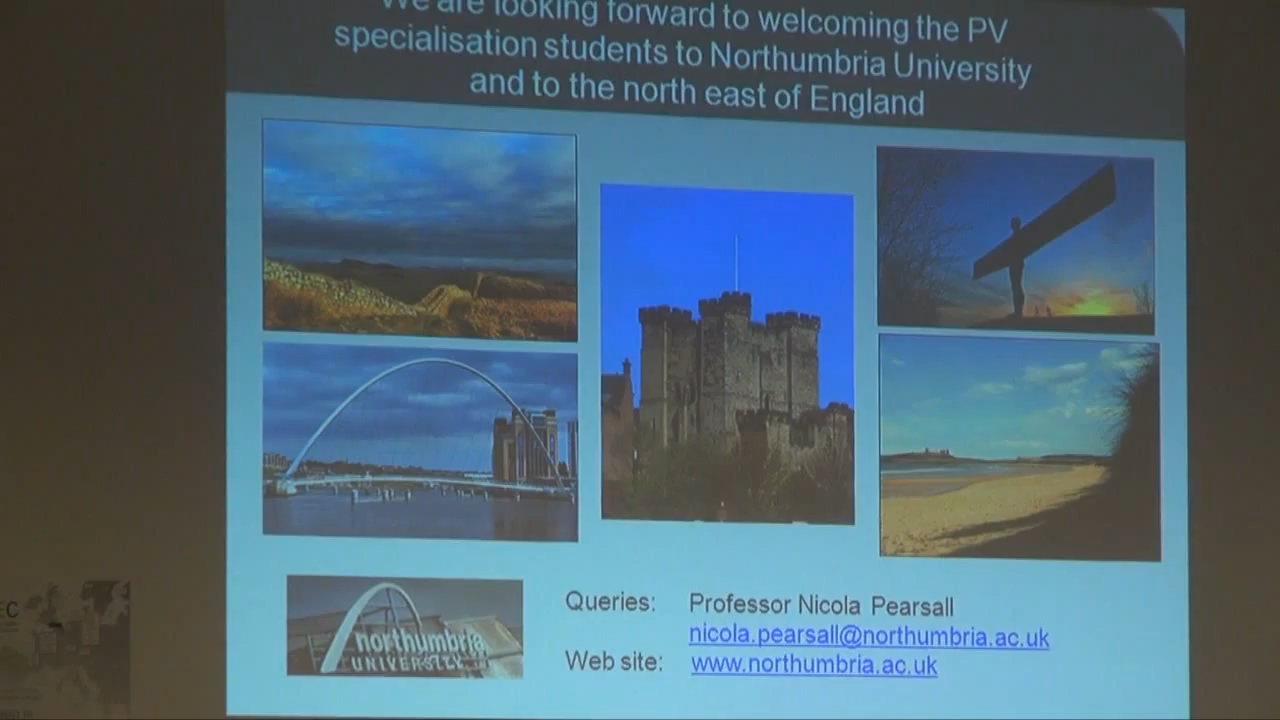 We are looking forward to welcoming the PV
specialisation students to Northumbria University
and to the north east of England
northumbria
UNIVERSITY
Queries: Professor Nicola Pearsall
nicola.pearsall@northumbria.ac.uk
Web site: www.northumbria.ac.uk
EC